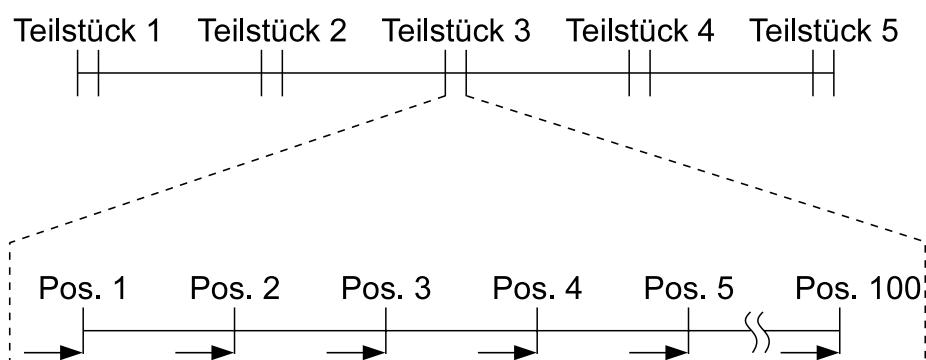 Teilstück 1 Teilstück 2 Teilstück 3 Teilstück 4 Teilstück 5
Pos. 1 Pos. 2 Pos. 3 Pos. 4 Pos. 5 Pos. 100